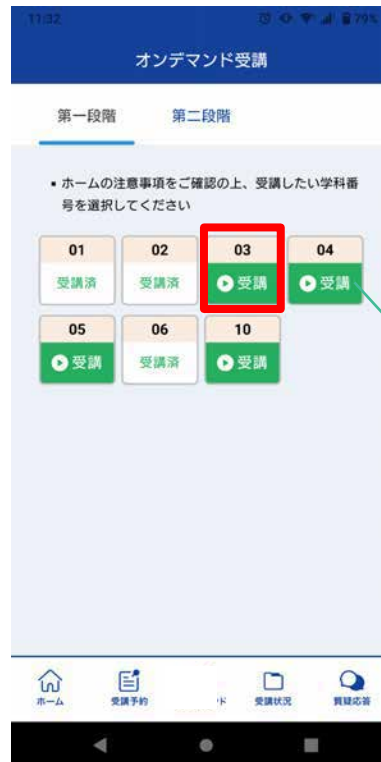 11:32
79%
オンデマンド受講
第一段階
第二段階
• ホームの注意事項をご確認の上、受講したい学科番
号を選択してください
01
02
03
04
受講済
受講済
受講
受講
05
06
10
受講
受講済
受講
ホーム
受講予約
ド
受講状況
質疑応答